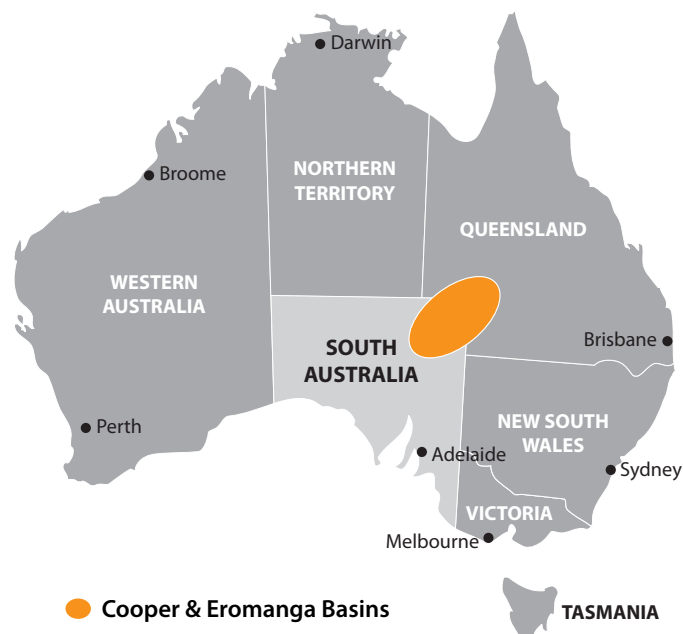 Darwin
Broome
NORTHERN
TERRITORY
QUEENSLAND
WESTERN
AUSTRALIA
SOUTH
AUSTRALIA
Brisbane
Perth
NEW SOUTH
WALES
Adelaide
Sydney
VICTORIA
Melbourne
Cooper & Eromanga Basins
TASMANIA